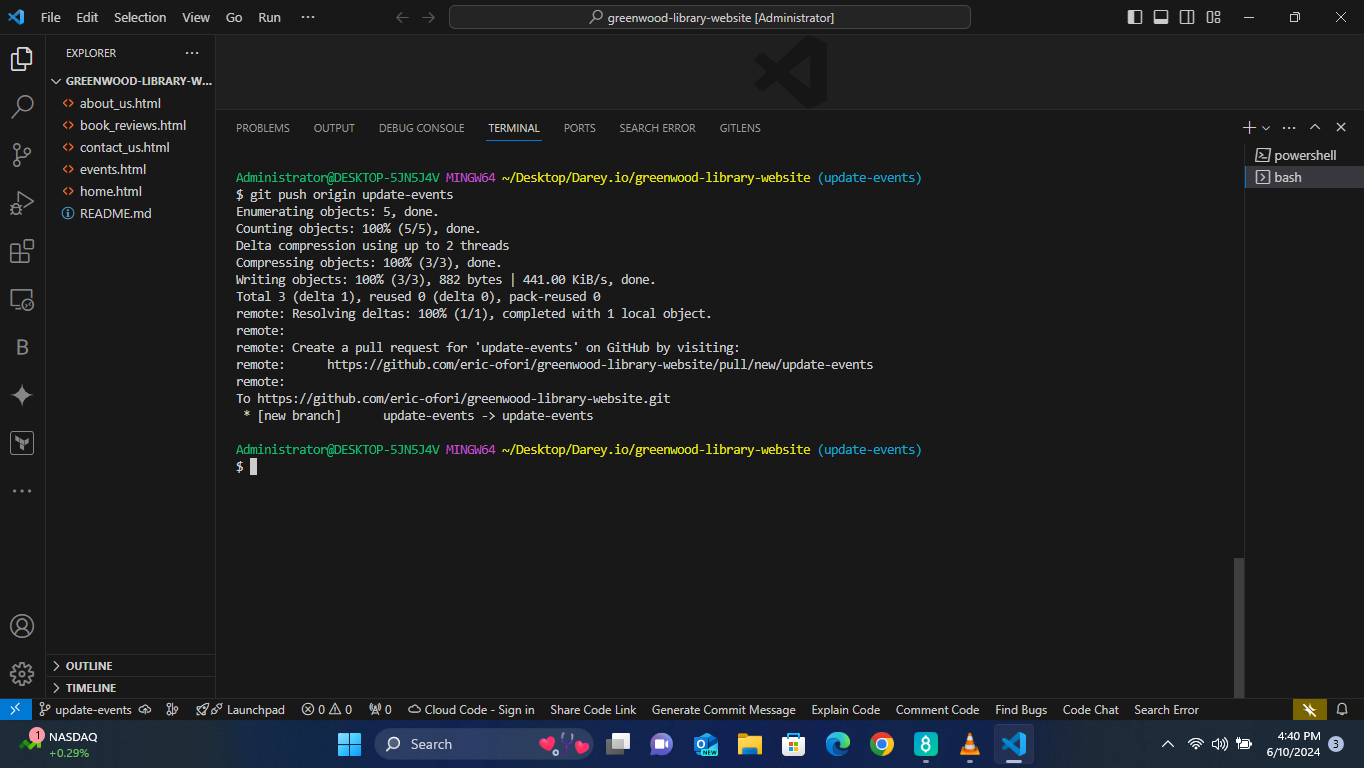 File Edit Selection View Go Run ···
greenwood-library-website [Administrator]
EXPLORER
GREENWOOD-LIBRARY-W...
about_us.html
book_reviews.html
contact_us.html
events.html
home.html
README.md
OUTLINE
TIMELINE
PROBLEMS OUTPUT DEBUG CONSOLE TERMINAL PORTS SEARCH ERROR GITLENS
powershell
bash
Administrator@DESKTOP-5JN5J4V MINGW64 ~/Desktop/Darey.io/greenwood-library-website (update-events)
$ git push origin update-events
Enumerating objects: 5, done.
Counting objects: 100% (5/5), done.
Delta compression using up to 2 threads
Compressing objects: 100% (3/3), done.
Writing objects: 100% (3/3), 882 bytes | 441.00 KiB/s, done.
Total 3 (delta 1), reused 0 (delta 0), pack-reused 0
remote: Resolving deltas: 100% (1/1), completed with 1 local object.
remote:
remote: Create a pull request for 'update-events' on GitHub by visiting:
remote:      https://github.com/eric-ofori/greenwood-library-website/pull/new/update-events
remote:
To https://github.com/eric-ofori/greenwood-library-website.git
 * [new branch]      update-events -> update-events
Administrator@DESKTOP-5JN5J4V MINGW64 ~/Desktop/Darey.io/greenwood-library-website (update-events)
$
B
update-events Launchpad 0 0 0 Cloud Code - Sign in Share Code Link Generate Commit Message Explain Code Comment Code Find Bugs Code Chat Search Error
1 NASDAQ
+0.29%
Search
NEW
8
4:40 PM
6/10/2024
3